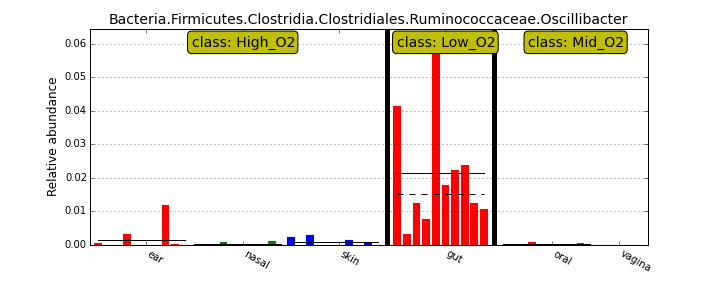 Bacteria.Firmicutes.Clostridia.Clostridiales.Ruminococcaceae.Oscillibacter
class: High_O2 class: Low_O2 class: Mid_O2
Relative abundance
0.06
0.05
0.04
0.03
0.02
0.01
0.00
ear nasal skin gut oral vagina